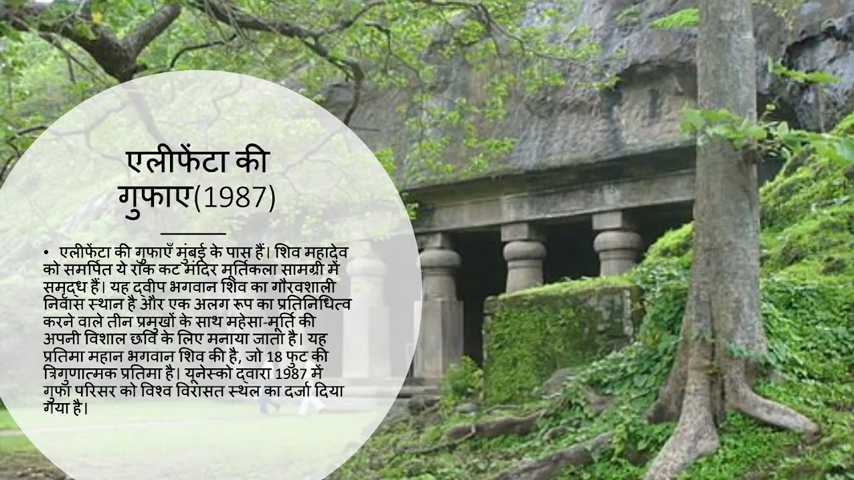 एलीफेंटा की
गुफाए(1987)
• एलीफेंटा की गुफाएँ मुंबई के पास हैं। शिव महादेव
को समर्पित ये रॉक कट मंदिर मूर्तिकला सामग्री में
समृद्ध हैं। यह द्वीप भगवान शिव का गौरवशाली
निवास स्थान है और एक अलग रूप का प्रतिनिधित्व
करने वाले तीन प्रमुखों के साथ महेसा-मूर्ति की
अपनी विशाल छवि के लिए मनाया जाता है। यह
प्रतिमा महान भगवान शिव की है, जो 18 फुट की
त्रिगुणात्मक प्रतिमा है। यूनेस्को द्वारा 1987 में
गुफा परिसर को विश्व विरासत स्थल का दर्जा दिया
गया है।